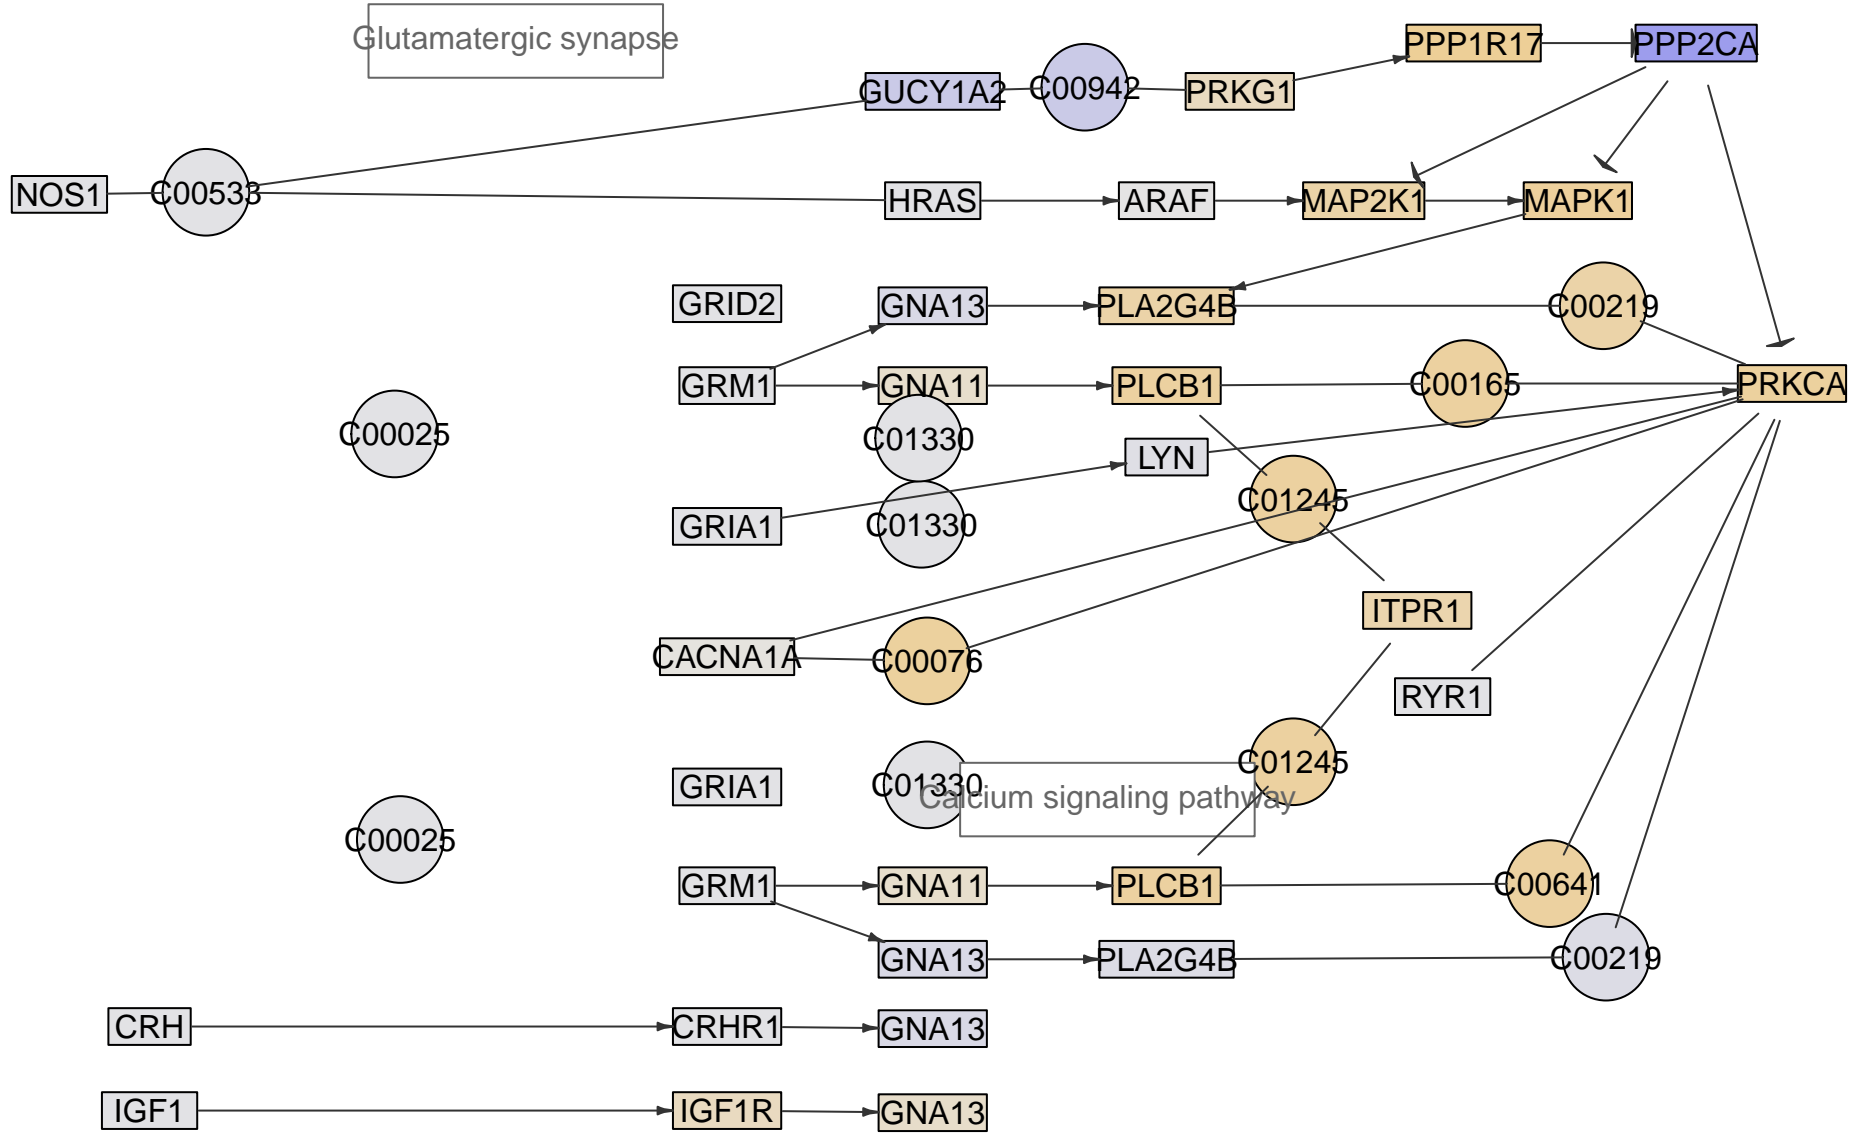 Glutamatergic synapse
PPP1R17
PPP2CA
GUCY1A2
C00942
PRKG1
NOS1
C00533
HRAS
ARAF
MAP2K1
MAPK1
GRID2
GNA13
PLA2G4B
C00219
GRM1
GNA11
PLCB1
C00165
PRKCA
C00025
C01330
LYN
GRIA1
C01330
C01245
ITPR1
CACNA1A
C00076
RYR1
GRIA1
C01330
Calcium signaling pathway
C01245
C00025
GRM1
GNA11
PLCB1
C00641
GNA13
PLA2G4B
C00219
CRH
CRHR1
GNA13
IGF1
IGF1R
GNA13